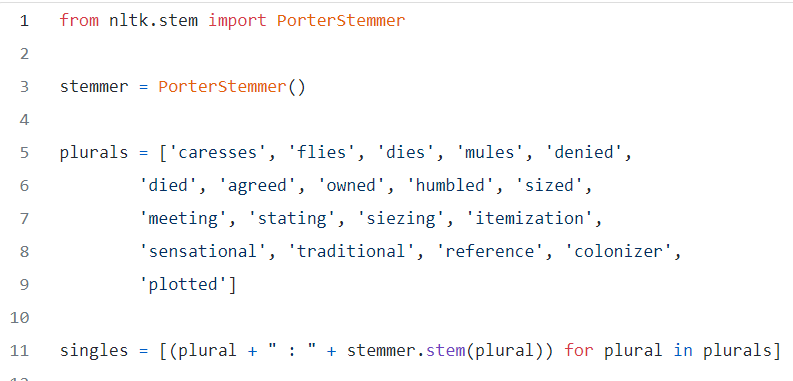 1 from nltk.stem import PorterStemmer
2
3 stemmer = PorterStemmer()
4
5 plurals = ['caresses', 'flies', 'dies', 'mules', 'denied',
6 'died', 'agreed', 'owned', 'humbled', 'sized',
7 'meeting', 'stating', 'siezing', 'itemization',
8 'sensational', 'traditional', 'reference', 'colonizer',
9 'plotted']
10
11 singles = [(plural + " : " + stemmer.stem(plural)) for plural in plurals]